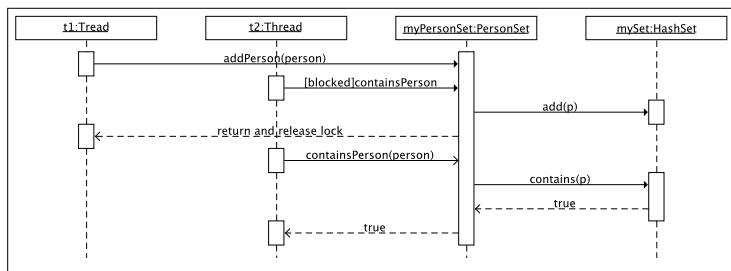 t1:Tread
t2:Thread
myPersonSet:PersonSet
mySet:HashSet
addPerson(person)
[blocked]containsPerson
add(p)
return and release lock
containsPerson(person)
contains(p)
true
true